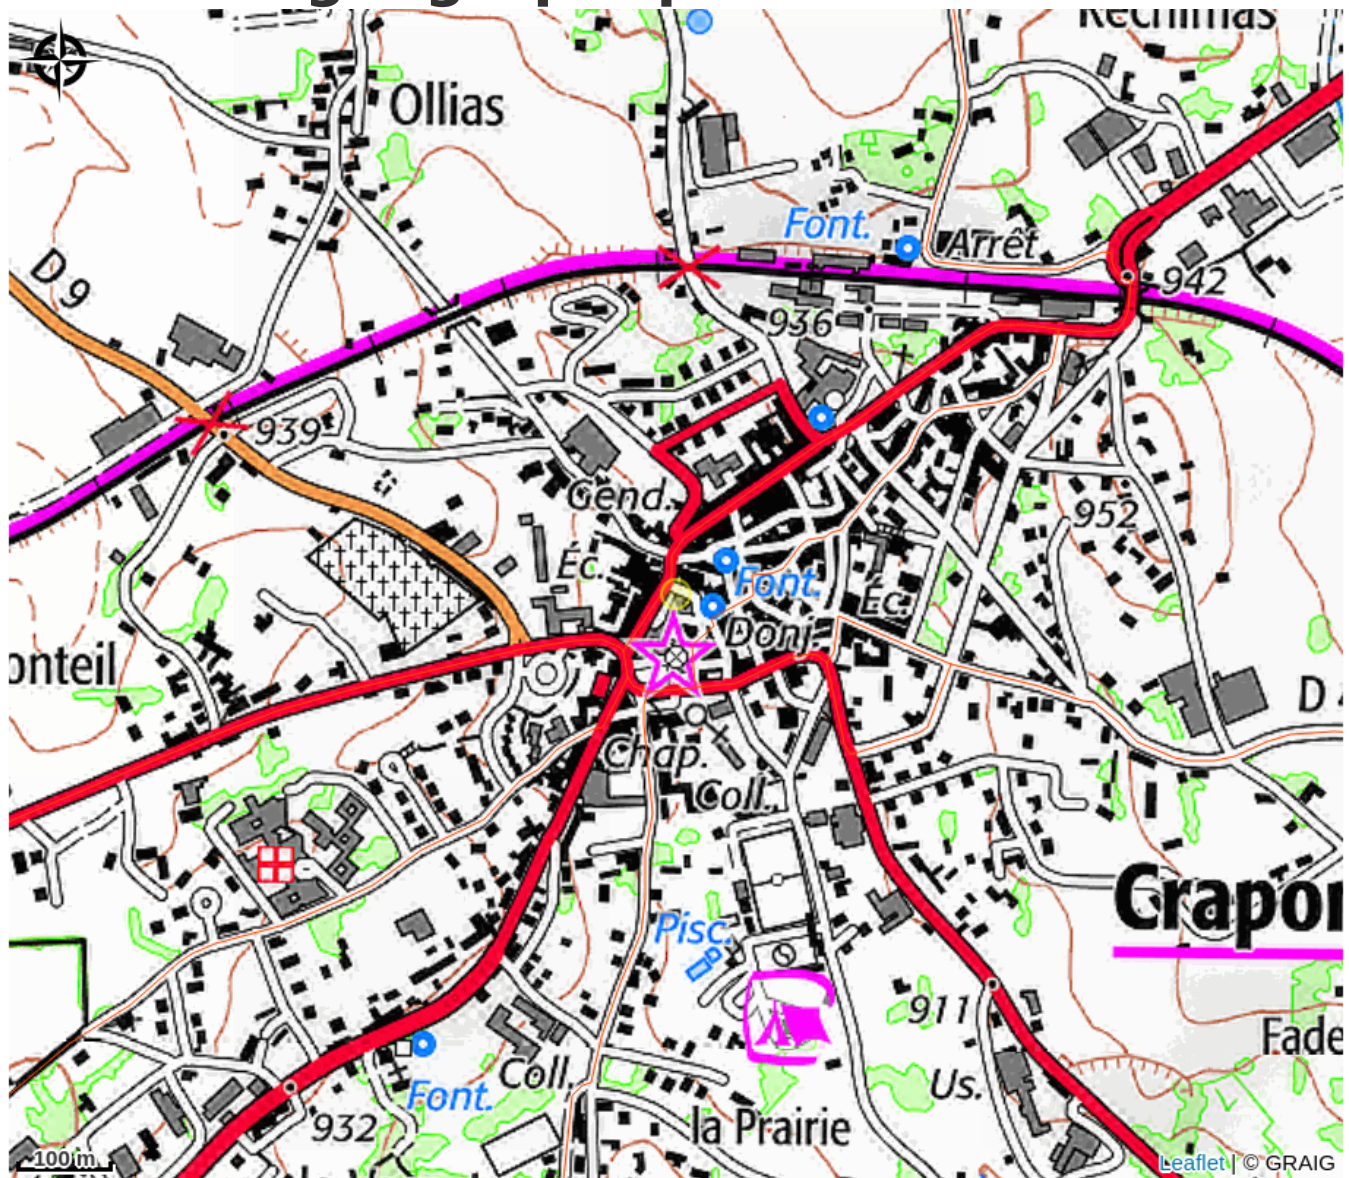 Ollias
D 9
Font.
Arrêt
942
936
939
Gend.
952
Éc.
Font.
Éc.
Donj.
onteil
D
Chap.
Coll.
Crapon
Pisc.
911
Fade
Coll.
Us.
Font.
932
la Prairie
100 m
Leaflet | © GRAIG